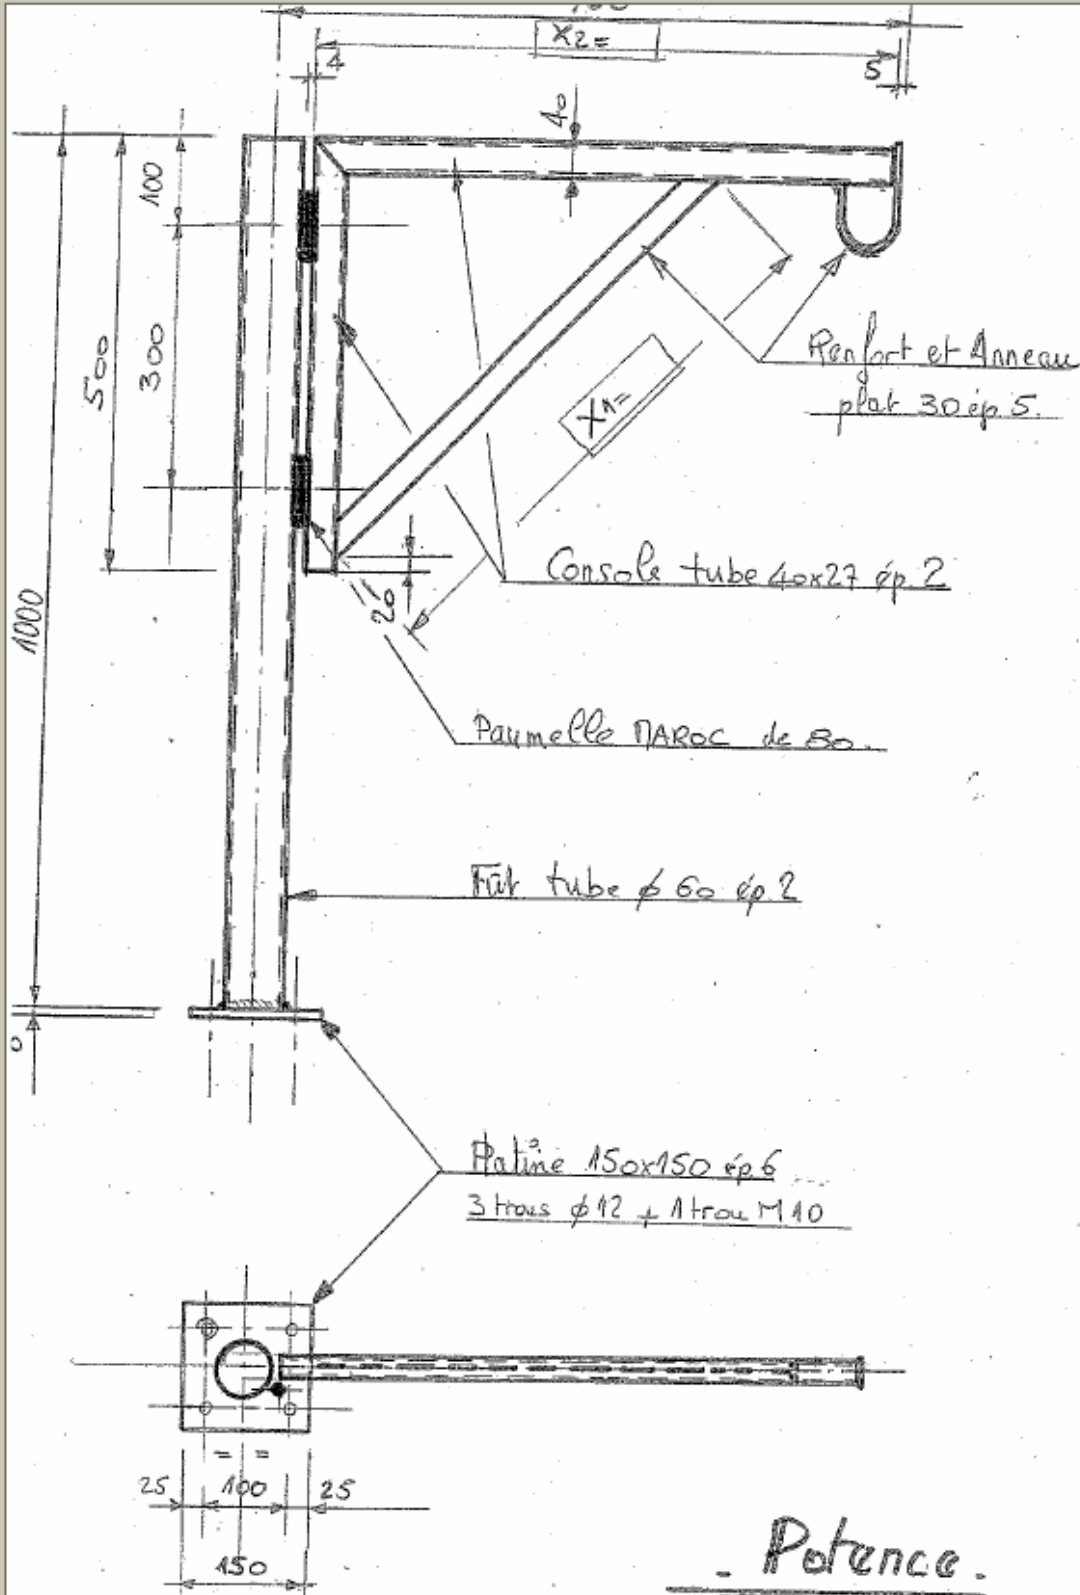 X2=
4
5
40
100
300
500
1000
Renfort et Anneau
plat 30 ép 5.
X1=
Console tube 40x27 ép. 2
20
Paumelle MAROC de 80.
Fût tube ϕ 60 ép. 2
Platine 150x150 ép. 6
3 trous ϕ 12 + 1 trou M 10
= =
25 100 25
150
. Potence .